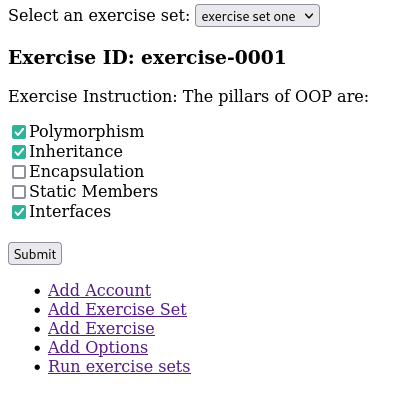 Select an exercise set: exercise set one
Exercise ID: exercise-0001
Exercise Instruction: The pillars of OOP are:
Polymorphism
Inheritance
Encapsulation
Static Members
Interfaces
Submit
Add Account
Add Exercise Set
Add Exercise
Add Options
Run exercise sets